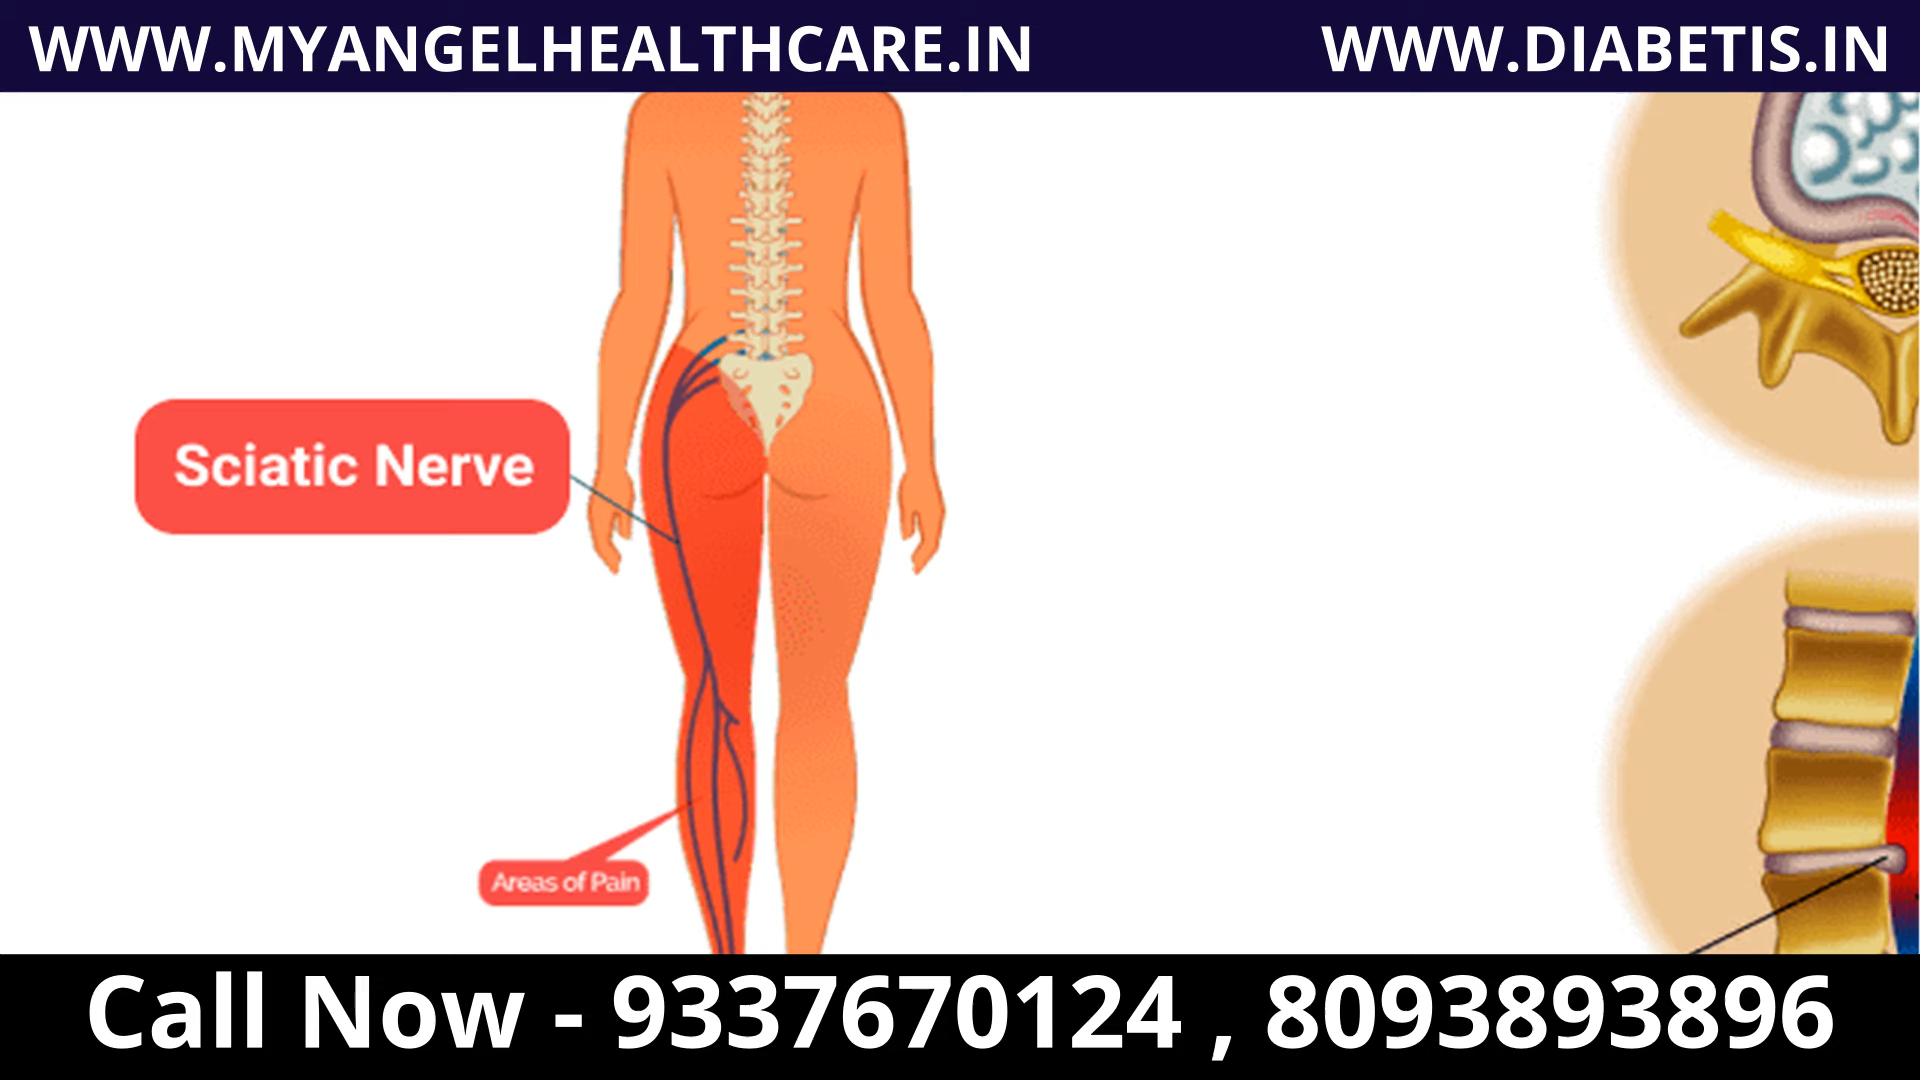 WWW.MYANGELHEALTHCARE.IN
WWW.DIABETIS.IN
Sciatic Nerve
Areas of Pain
Call Now - 9337670124 , 8093893896